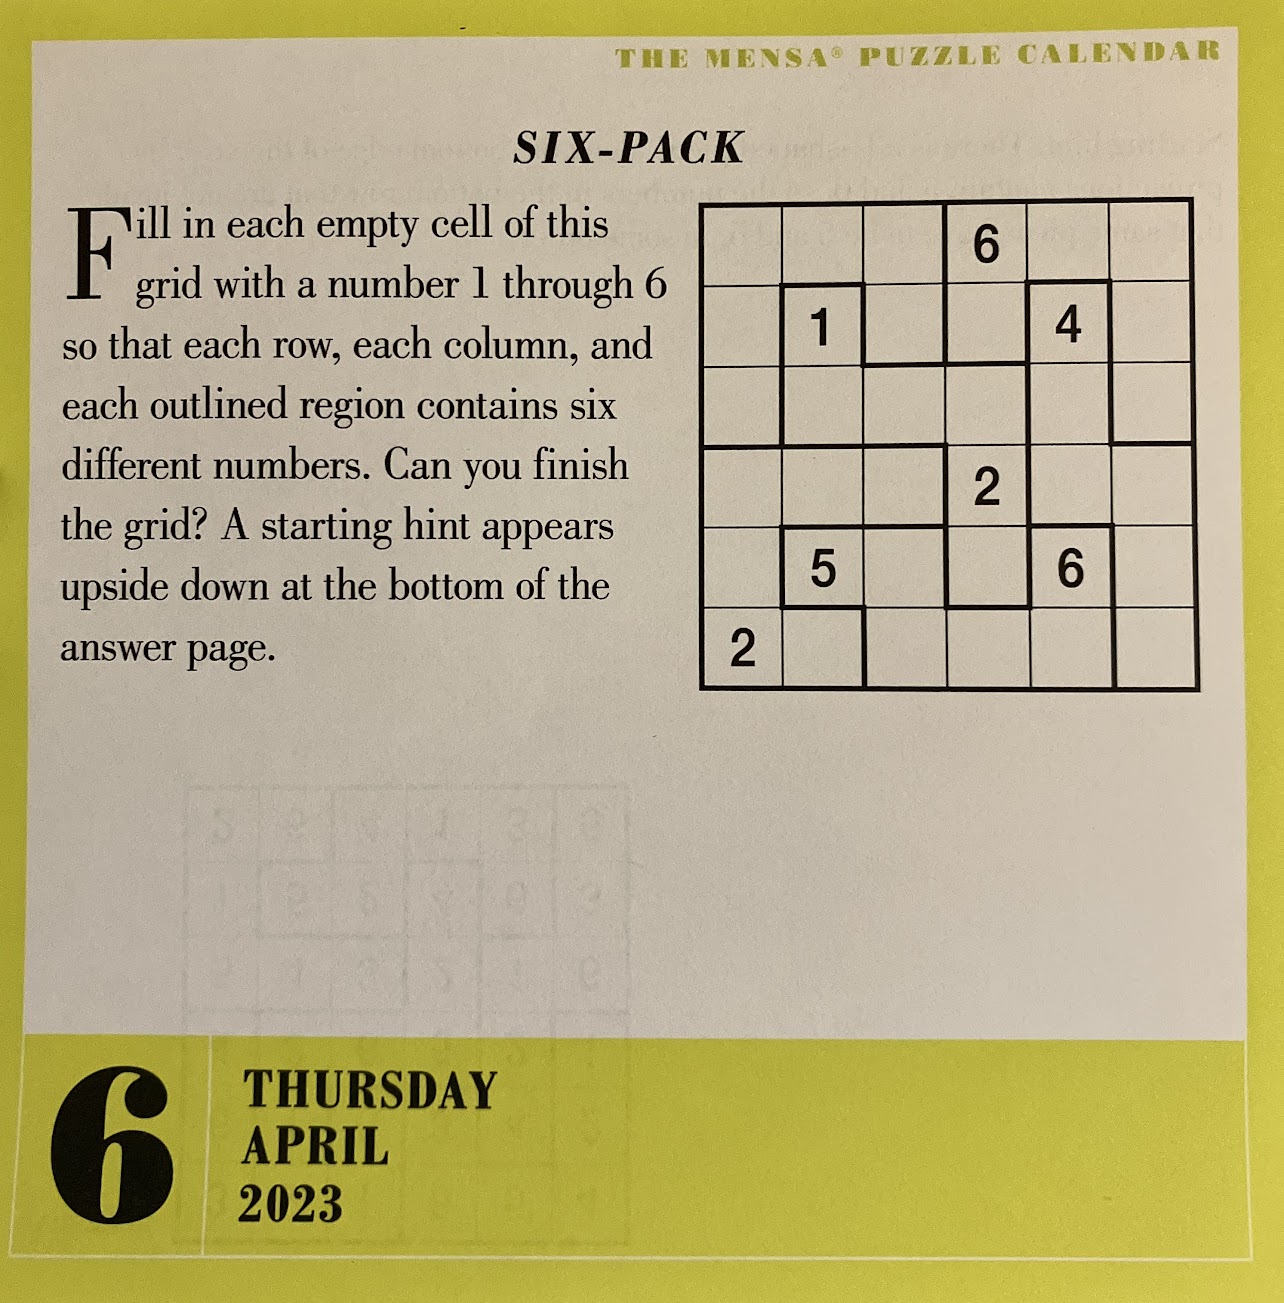 THE MENSA® PUZZLE CALENDAR
SIX-PACK
Fill in each empty cell of this
grid with a number 1 through 6
so that each row, each column, and
each outlined region contains six
different numbers. Can you finish
the grid? A starting hint appears
upside down at the bottom of the
answer page.
6
1 4
2
5 6
2
6
THURSDAY
APRIL
2023